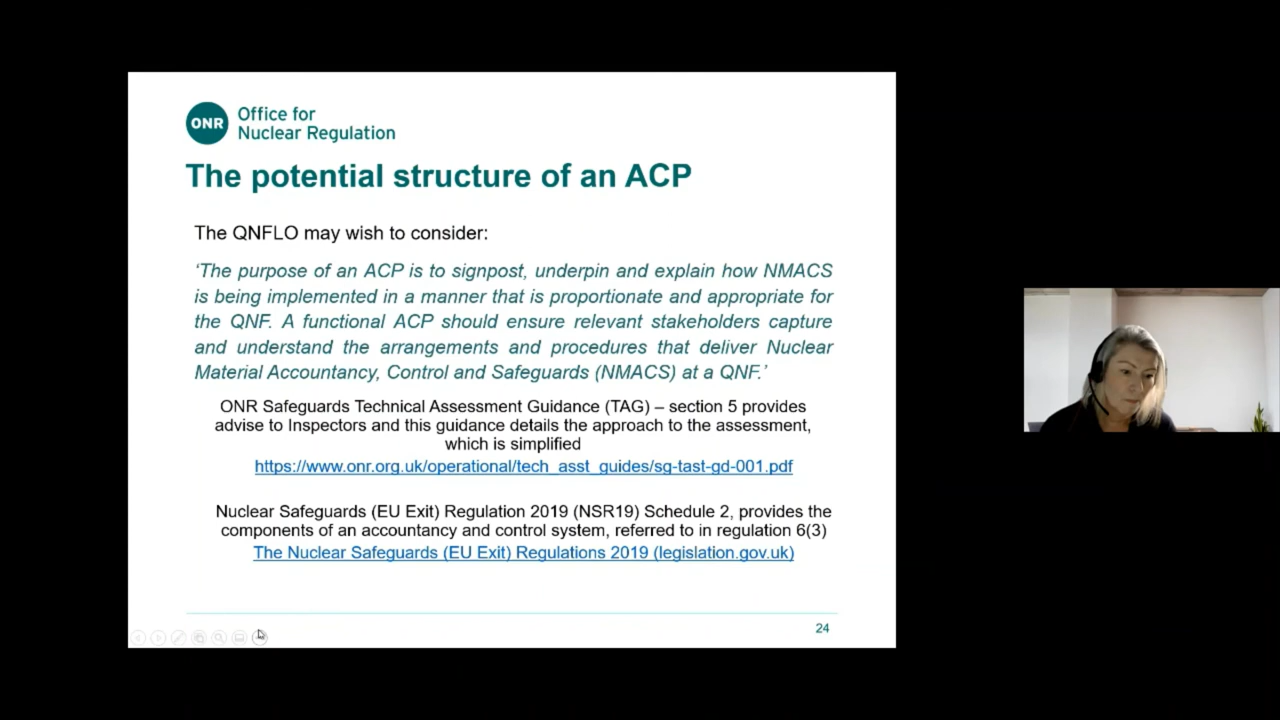 ONR
Office for
Nuclear Regulation
The potential structure of an ACP
The QNFLO may wish to consider:
‘The purpose of an ACP is to signpost, underpin and explain how NMACS
is being implemented in a manner that is proportionate and appropriate for
the QNF. A functional ACP should ensure relevant stakeholders capture
and understand the arrangements and procedures that deliver Nuclear
Material Accountancy, Control and Safeguards (NMACS) at a QNF.’
ONR Safeguards Technical Assessment Guidance (TAG) – section 5 provides
advise to Inspectors and this guidance details the approach to the assessment,
which is simplified
https://www.onr.org.uk/operational/tech_asst_guides/sg-tast-gd-001.pdf
Nuclear Safeguards (EU Exit) Regulation 2019 (NSR19) Schedule 2, provides the
components of an accountancy and control system, referred to in regulation 6(3)
The Nuclear Safeguards (EU Exit) Regulations 2019 (legislation.gov.uk)
24